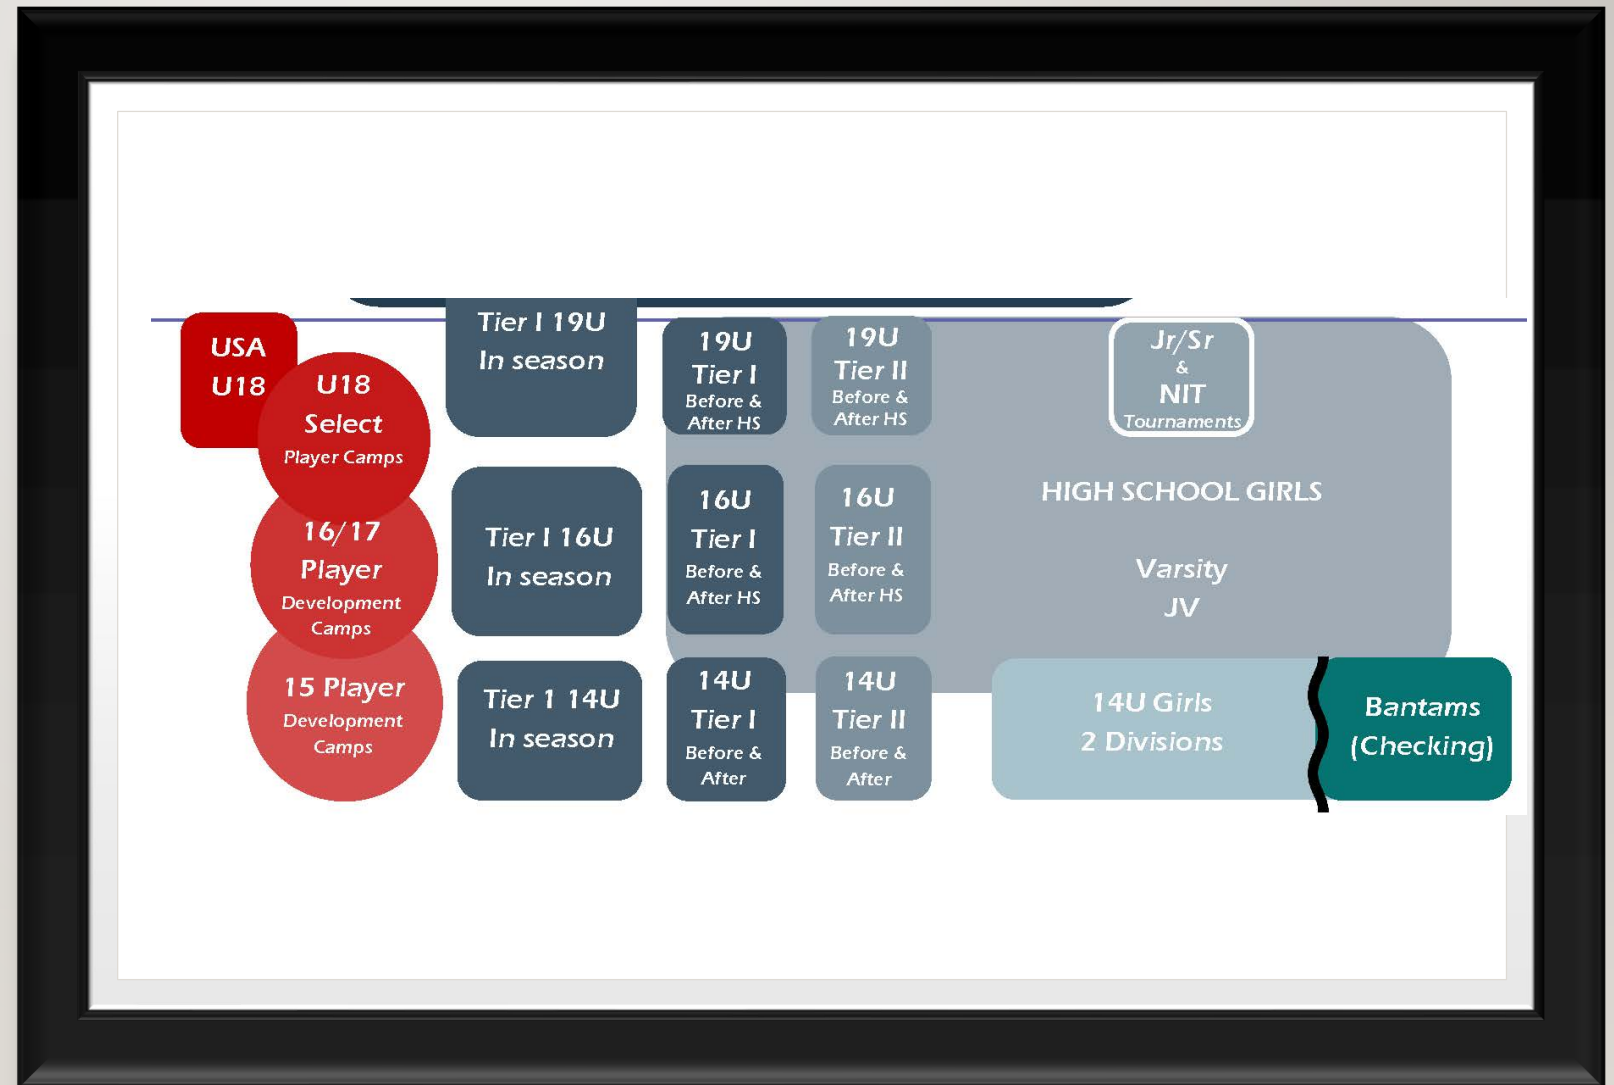 USA
U18
U18
Select
Player Camps
16/17
Player
Development
Camps
15 Player
Development
Camps
Tier I 19U
In season
Tier I 16U
In season
Tier 1 14U
In season
19U
Tier I
Before &
After HS
16U
Tier I
Before &
After HS
14U
Tier I
Before &
After
19U
Tier II
Before &
After HS
16U
Tier II
Before &
After HS
14U
Tier II
Before &
After
Jr/Sr
&
NIT
Tournaments
HIGH SCHOOL GIRLS
Varsity
JV
14U Girls
2 Divisions
Bantams
(Checking)